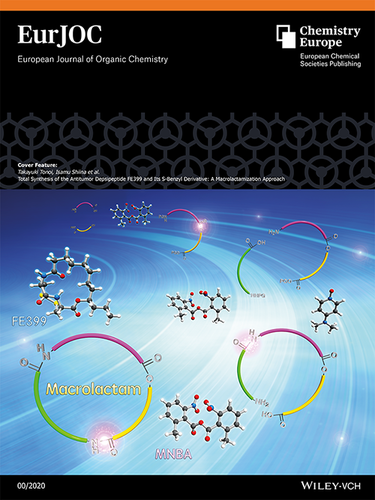 EurJOC
European Journal of Organic Chemistry
Chemistry
Europe
European Chemical
Societies Publishing
Cover Feature:
Takayuki Tonoi, Isamu Shiina et al.
Total Synthesis of the Antitumor Depsipeptide FE399 and Its S-Benzyl Derivative: A Macrolactamization Approach
FE399
Macrolactam
MNBA
00/2020
WILEY-VCH